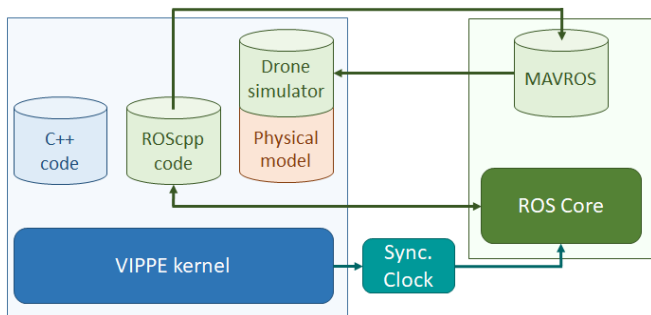 Drone
simulator
MAVROS
C++
code
ROScpp
code
Physical
model
ROS Core
VIPPE kernel
Sync.
Clock